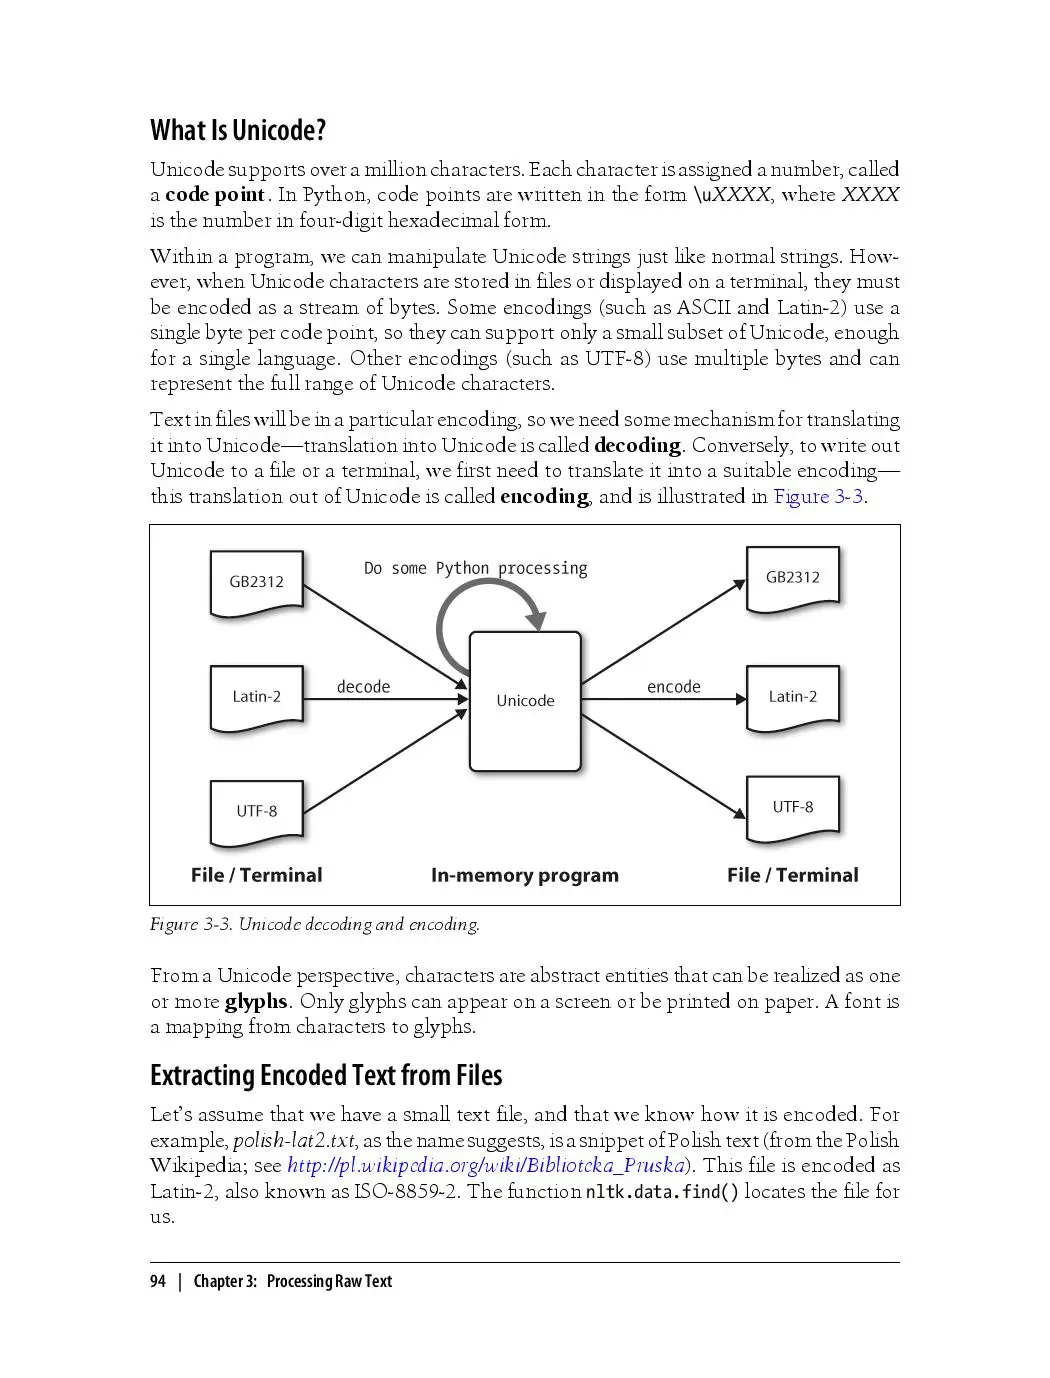 What Is Unicode?
Unicode supports over a million characters. Each character is assigned a number, called
a code point. In Python, code points are written in the form \uXXXX, where XXXX
is the number in four-digit hexadecimal form.
Within a program, we can manipulate Unicode strings just like normal strings. How-
ever, when Unicode characters are stored in files or displayed on a terminal, they must
be encoded as a stream of bytes. Some encodings (such as ASCII and Latin-2) use a
single byte per code point, so they can support only a small subset of Unicode, enough
for a single language. Other encodings (such as UTF-8) use multiple bytes and can
represent the full range of Unicode characters.
Text in files will be in a particular encoding, so we need some mechanism for translating
it into Unicode—translation into Unicode is called decoding. Conversely, to write out
Unicode to a file or a terminal, we first need to translate it into a suitable encoding—
this translation out of Unicode is called encoding, and is illustrated in Figure 3-3.
Do some Python processing
GB2312
GB2312
Latin-2
decode
Unicode
encode
Latin-2
UTF-8
UTF-8
File / Terminal
In-memory program
File / Terminal
Figure 3-3. Unicode decoding and encoding.
From a Unicode perspective, characters are abstract entities that can be realized as one
or more glyphs. Only glyphs can appear on a screen or be printed on paper. A font is
a mapping from characters to glyphs.
Extracting Encoded Text from Files
Let's assume that we have a small text file, and that we know how it is encoded. For
example, polish-lat2.txt, as the name suggests, is a snippet of Polish text (from the Polish
Wikipedia; see http://pl.wikipedia.org/wiki/Biblioteka_Pruska). This file is encoded as
Latin-2, also known as ISO-8859-2. The function nltk.data.find() locates the file for
us.
94 | Chapter 3: Processing Raw Text